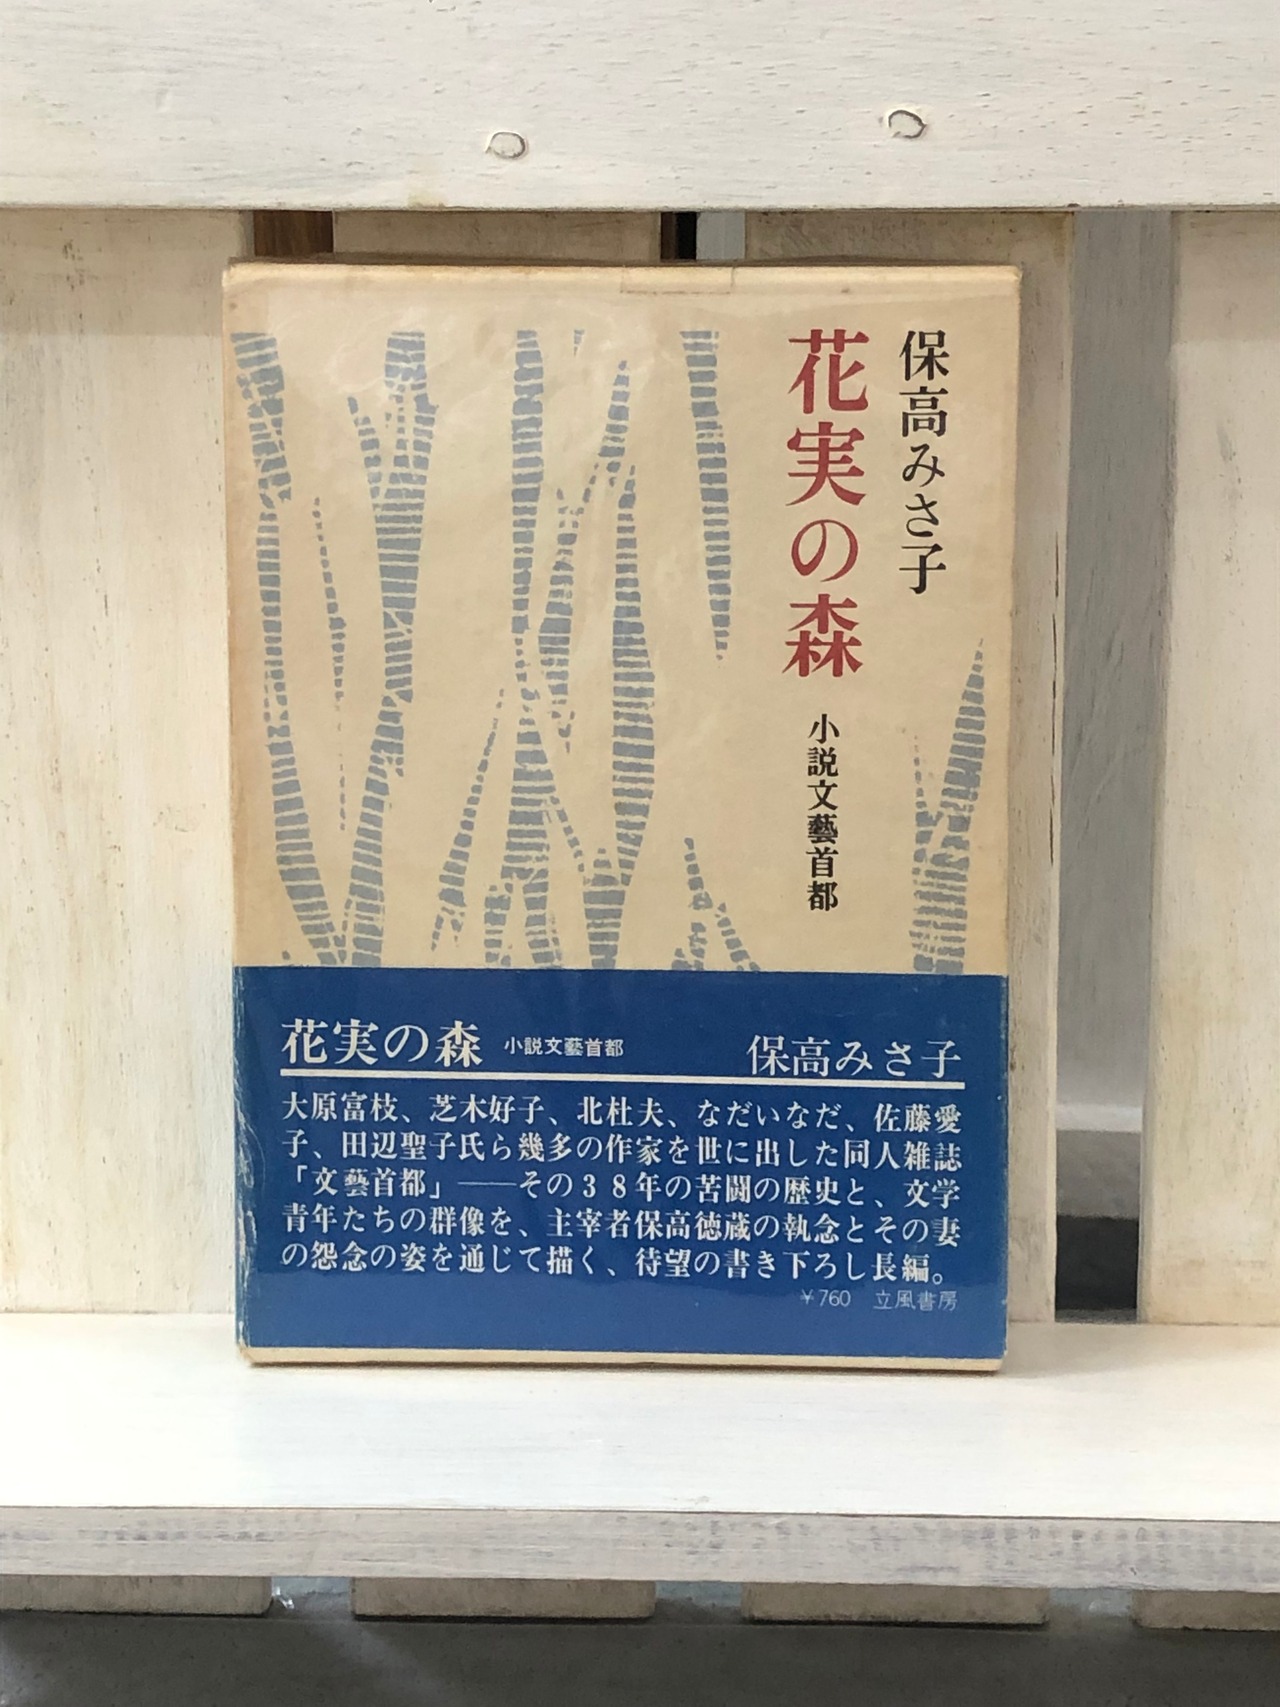 保高みさ子
花実の森
小説文藝首都
花実の森 小説文藝首都 保高みさ子
大原富枝、芝木好子、北杜夫、なだいなだ、佐藤愛
子、田辺聖子氏ら幾多の作家を世に出した同人雑誌
「文藝首都」――その38年の苦闘の歴史と、文学
青年たちの群像を、主宰者保高徳蔵の執念とその妻
の怨念の姿を通じて描く、待望の書き下ろし長編。
¥760 立風書房